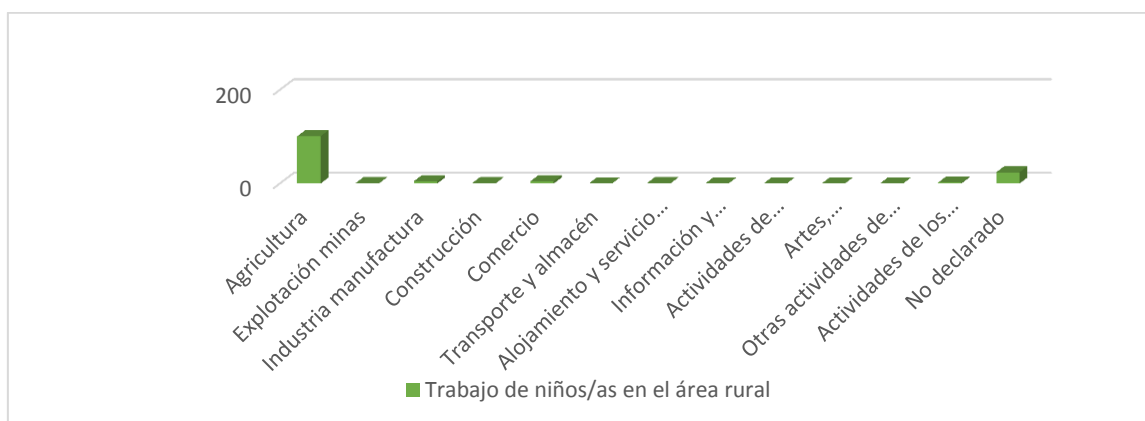 200
0
Agricultura
Explotación minas
Industria manufactura
Construcción
Comercio
Transporte y almacén
Alojamiento y servicio...
Información y...
Actividades de...
Artes,...
Otras actividades de...
Actividades de los...
No declarado
Trabajo de niños/as en el área rural